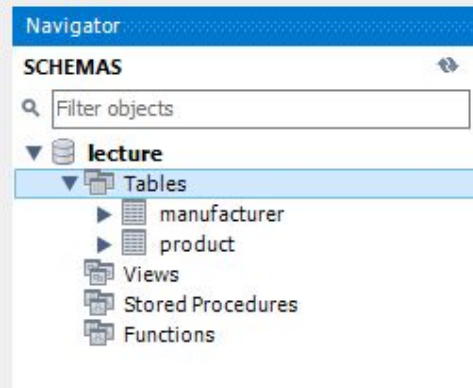 Navigator
SCHEMAS
Filter objects
lecture
Tables
manufacturer
product
Views
Stored Procedures
Functions